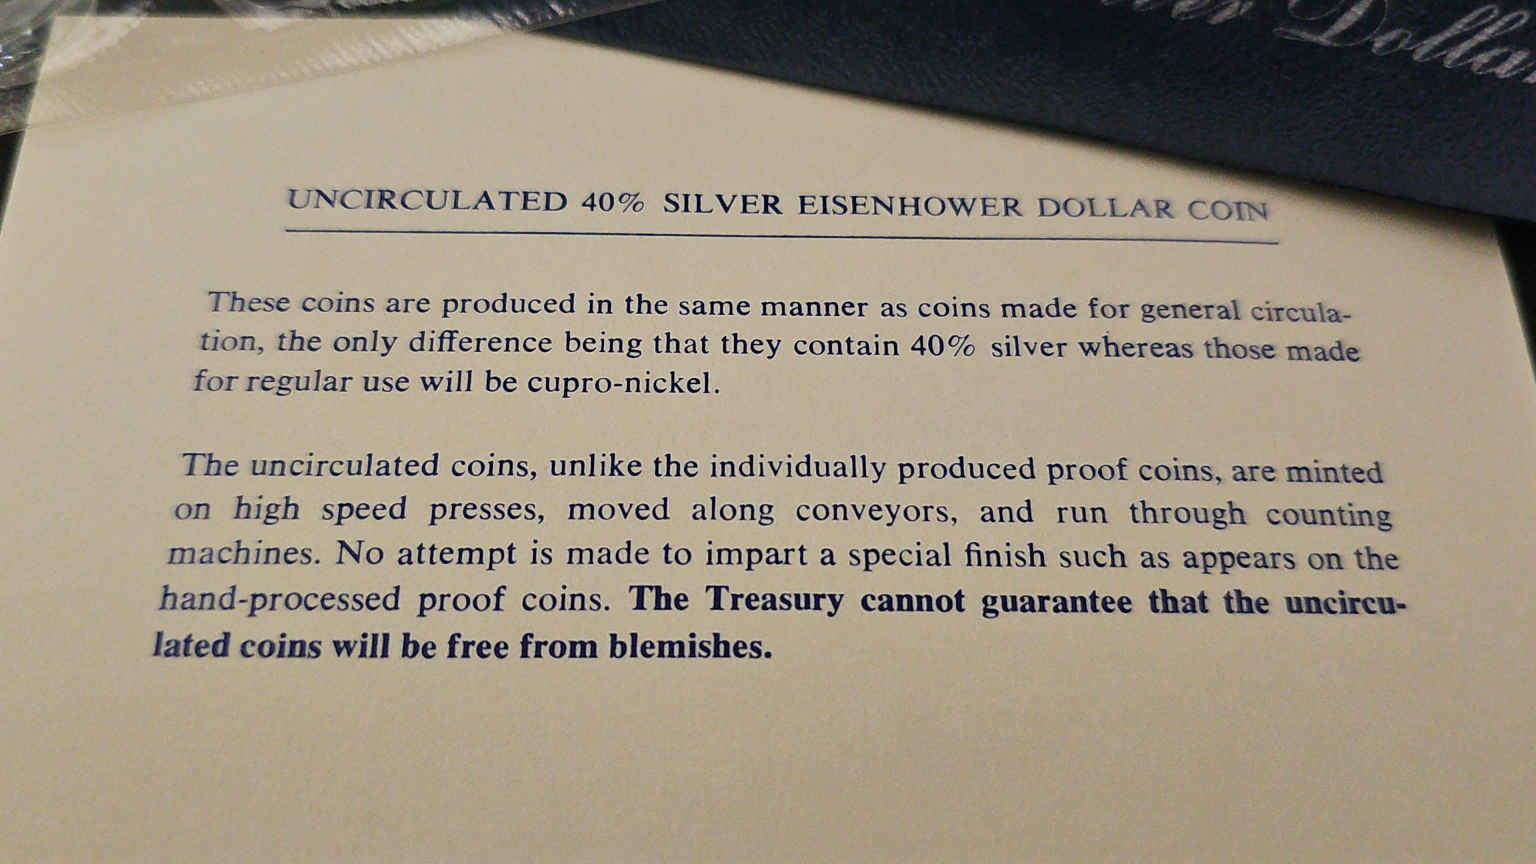 Dollar
UNCIRCULATED 40% SILVER EISENHOWER DOLLAR COIN
These coins are produced in the same manner as coins made for general circula-
tion, the only difference being that they contain 40% silver whereas those made
for regular use will be cupro-nickel.
The uncirculated coins, unlike the individually produced proof coins, are minted
on high speed presses, moved along conveyors, and run through counting
machines. No attempt is made to impart a special finish such as appears on the
hand-processed proof coins. The Treasury cannot guarantee that the uncircu-
lated coins will be free from blemishes.